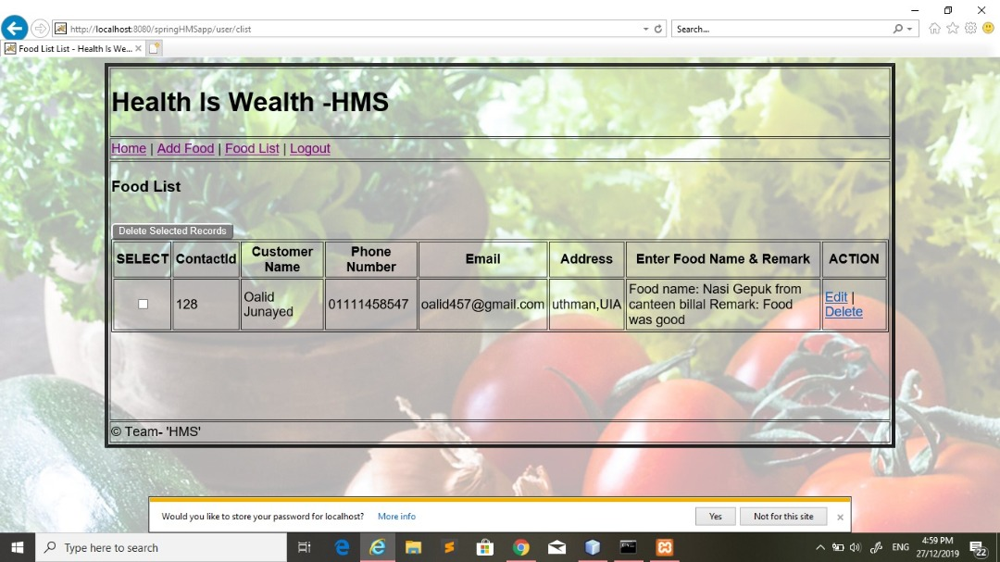 http://localhost:8080/springHMSapp/user/clist
Search...
Food List List - Health Is We...
Health Is Wealth -HMS
Home | Add Food | Food List | Logout
Food List
Delete Selected Records
SELECT ContactId Customer Name Phone Number Email Address Enter Food Name & Remark ACTION
128 Oalid Junayed 01111458547 oalid457@gmail.com uthman,UIA Food name: Nasi Gepuk from canteen billal Remark: Food was good Edit | Delete
© Team- 'HMS'
Would you like to store your password for localhost? More info Yes Not for this site
Type here to search
ENG
4:59 PM
27/12/2019
22